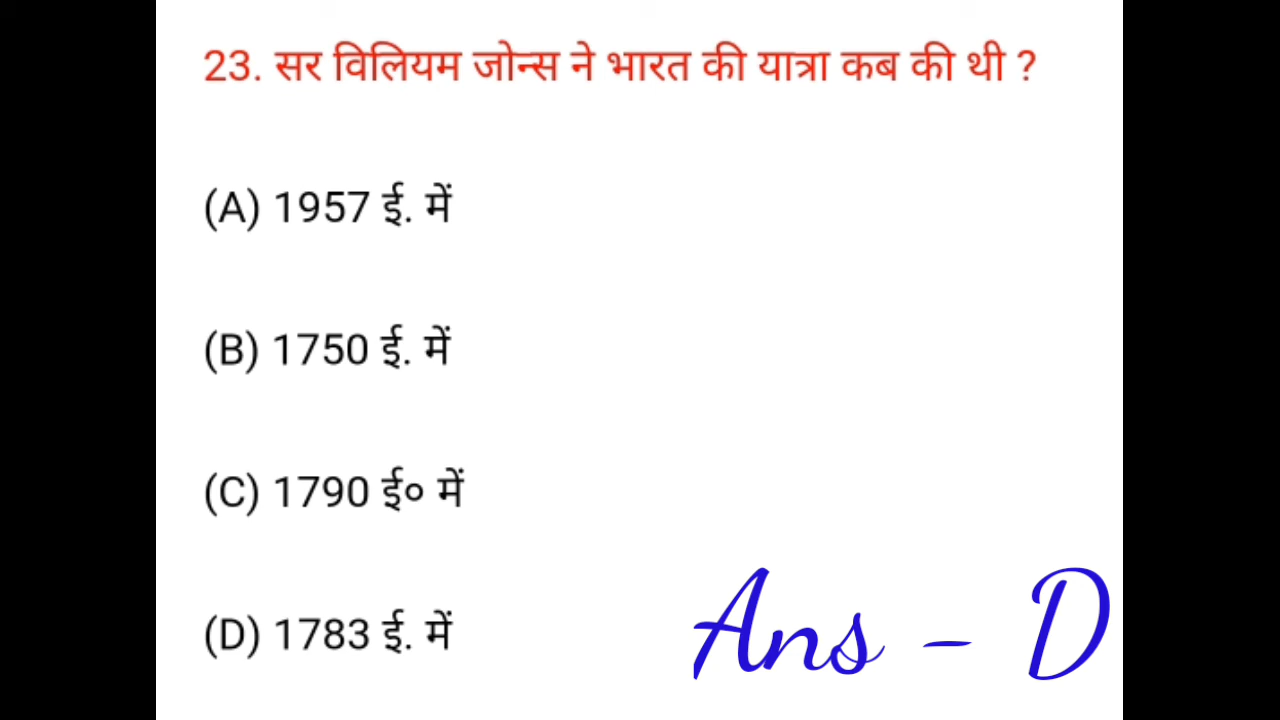 23. सर विलियम जोन्स ने भारत की यात्रा कब की थी ?
(A) 1957 ई. में
(B) 1750 ई. में
(C) 1790 ई० में
(D) 1783 ई. में
Ans - D